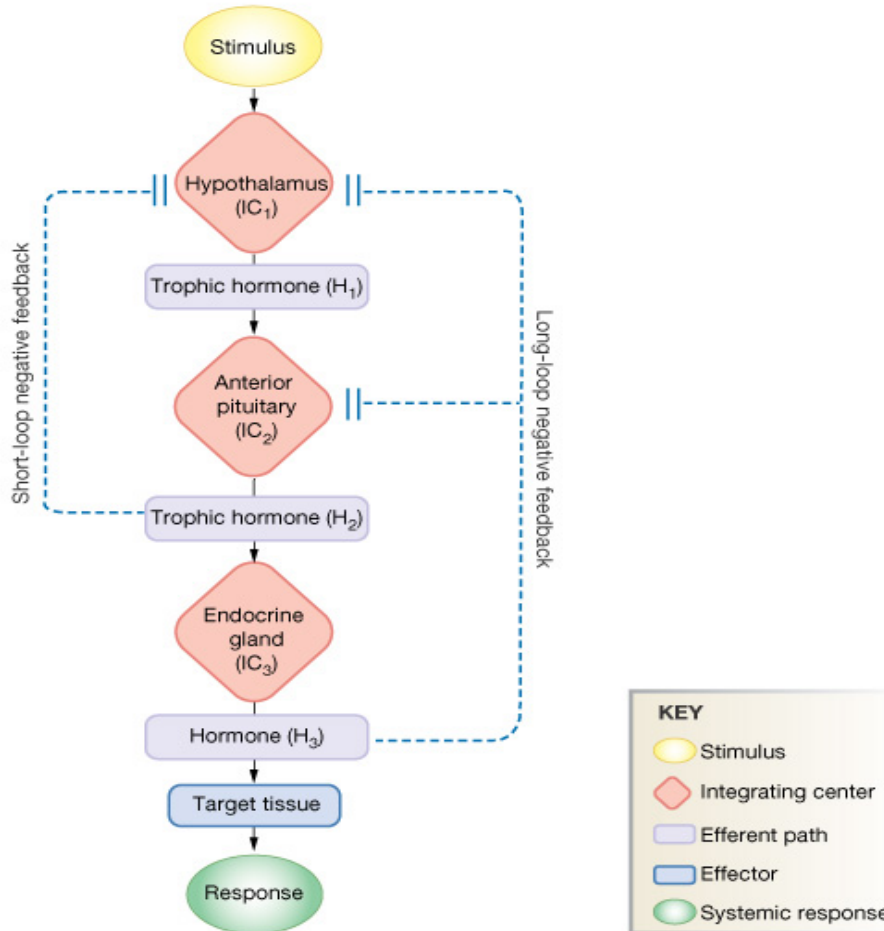 Stimulus
Hypothalamus
(IC₁)
Trophic hormone (H₁)
Anterior
pituitary
(IC₂)
Trophic hormone (H₂)
Endocrine
gland
(IC₃)
Hormone (H₃)
Target tissue
Response
Short-loop negative feedback
Long-loop negative feedback
KEY
Stimulus
Integrating center
Efferent path
Effector
Systemic response